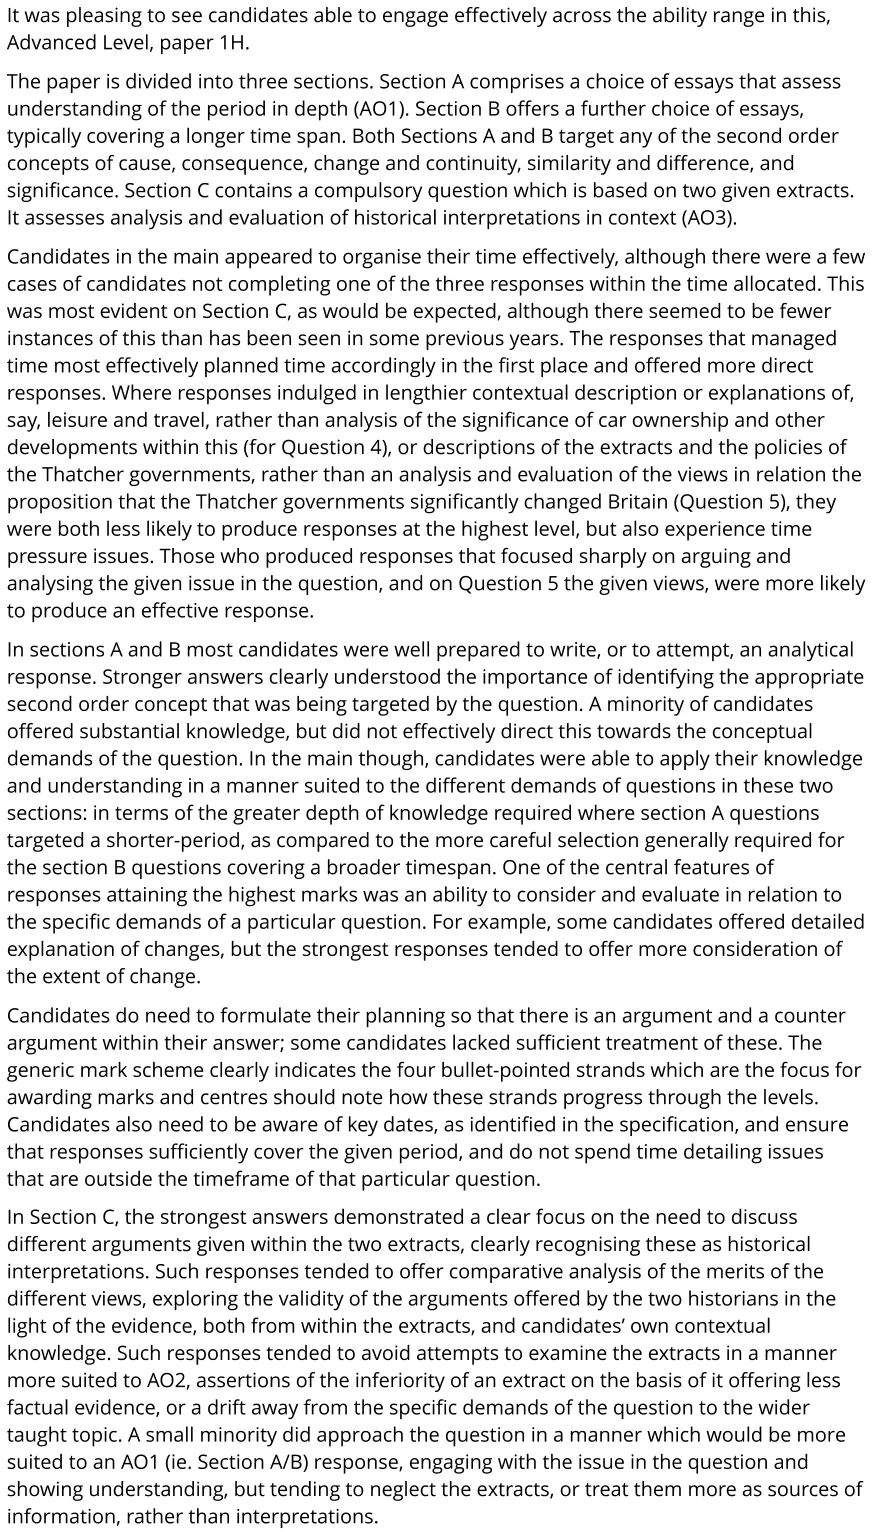 It was pleasing to see candidates able to engage effectively across the ability range in this,
Advanced Level, paper 1H.
The paper is divided into three sections. Section A comprises a choice of essays that assess
understanding of the period in depth (AO1). Section B offers a further choice of essays,
typically covering a longer time span. Both Sections A and B target any of the second order
concepts of cause, consequence, change and continuity, similarity and difference, and
significance. Section C contains a compulsory question which is based on two given extracts.
It assesses analysis and evaluation of historical interpretations in context (AO3).
Candidates in the main appeared to organise their time effectively, although there were a few
cases of candidates not completing one of the three responses within the time allocated. This
was most evident on Section C, as would be expected, although there seemed to be fewer
instances of this than has been seen in some previous years. The responses that managed
time most effectively planned time accordingly in the first place and offered more direct
responses. Where responses indulged in lengthier contextual description or explanations of,
say, leisure and travel, rather than analysis of the significance of car ownership and other
developments within this (for Question 4), or descriptions of the extracts and the policies of
the Thatcher governments, rather than an analysis and evaluation of the views in relation the
proposition that the Thatcher governments significantly changed Britain (Question 5), they
were both less likely to produce responses at the highest level, but also experience time
pressure issues. Those who produced responses that focused sharply on arguing and
analysing the given issue in the question, and on Question 5 the given views, were more likely
to produce an effective response.
In sections A and B most candidates were well prepared to write, or to attempt, an analytical
response. Stronger answers clearly understood the importance of identifying the appropriate
second order concept that was being targeted by the question. A minority of candidates
offered substantial knowledge, but did not effectively direct this towards the conceptual
demands of the question. In the main though, candidates were able to apply their knowledge
and understanding in a manner suited to the different demands of questions in these two
sections: in terms of the greater depth of knowledge required where section A questions
targeted a shorter-period, as compared to the more careful selection generally required for
the section B questions covering a broader timespan. One of the central features of
responses attaining the highest marks was an ability to consider and evaluate in relation to
the specific demands of a particular question. For example, some candidates offered detailed
explanation of changes, but the strongest responses tended to offer more consideration of
the extent of change.
Candidates do need to formulate their planning so that there is an argument and a counter
argument within their answer; some candidates lacked sufficient treatment of these. The
generic mark scheme clearly indicates the four bullet-pointed strands which are the focus for
awarding marks and centres should note how these strands progress through the levels.
Candidates also need to be aware of key dates, as identified in the specification, and ensure
that responses sufficiently cover the given period, and do not spend time detailing issues
that are outside the timeframe of that particular question.
In Section C, the strongest answers demonstrated a clear focus on the need to discuss
different arguments given within the two extracts, clearly recognising these as historical
interpretations. Such responses tended to offer comparative analysis of the merits of the
different views, exploring the validity of the arguments offered by the two historians in the
light of the evidence, both from within the extracts, and candidates’ own contextual
knowledge. Such responses tended to avoid attempts to examine the extracts in a manner
more suited to AO2, assertions of the inferiority of an extract on the basis of it offering less
factual evidence, or a drift away from the specific demands of the question to the wider
taught topic. A small minority did approach the question in a manner which would be more
suited to an AO1 (ie. Section A/B) response, engaging with the issue in the question and
showing understanding, but tending to neglect the extracts, or treat them more as sources of
information, rather than interpretations.